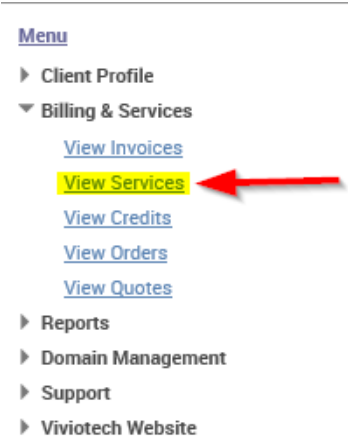 Menu
Client Profile
Billing & Services
View Invoices
View Services
View Credits
View Orders
View Quotes
Reports
Domain Management
Support
Viviotech Website